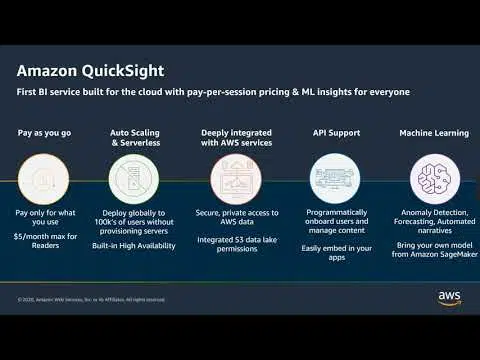 Amazon QuickSight
First BI service built for the cloud with pay-per-session pricing & ML insights for everyone
Pay as you go
Pay only for what
you use
$5/month max for
Readers
Auto Scaling
& Serverless
Deploy globally to
100k's of users without
provisioning servers
Built-in High Availability
Deeply integrated
with AWS services
Secure, private access to
AWS data
Integrated S3 data lake
permissions
API Support
Programmatically
onboard users and
manage content
Easily embed in your
apps
Machine Learning
Anomaly Detection,
Forecasting, Automated
narratives
Bring your own model
from Amazon SageMaker
© 2020, Amazon Web Services, Inc. or its Affiliates. All rights reserved.
aws